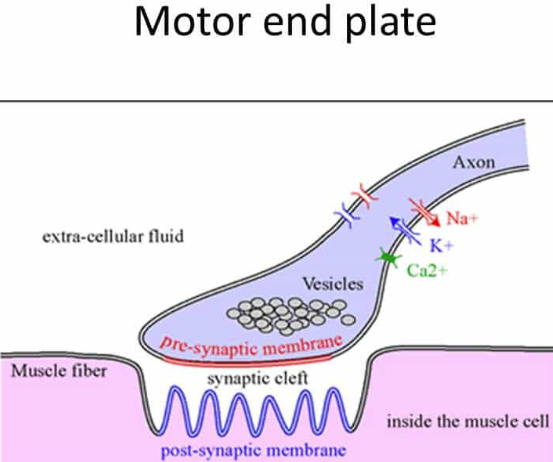 Motor end plate
Axon
Na+
extra-cellular fluid
K+
Ca2+
Vesicles
pre-synaptic membrane
Muscle fiber
synaptic cleft
inside the muscle cell
post-synaptic membrane